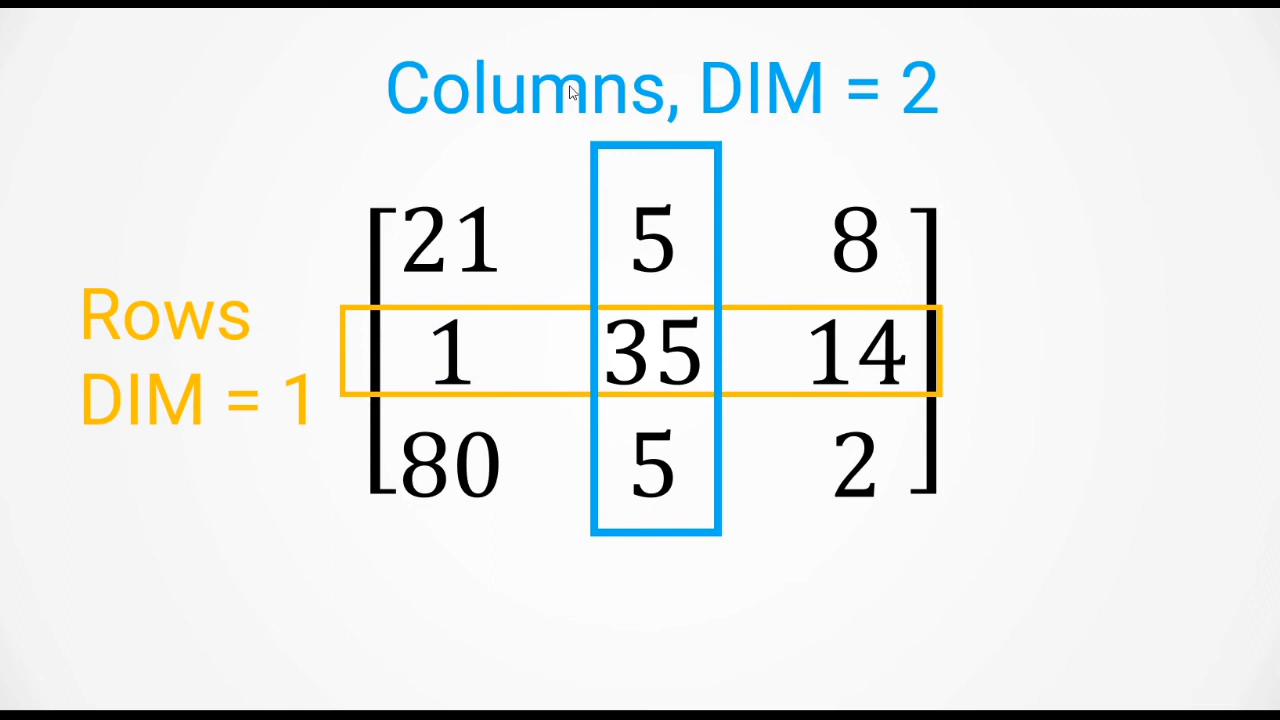 Columns, DIM = 2
21 5 8
Rows
1 35 14
DIM = 1
80 5 2